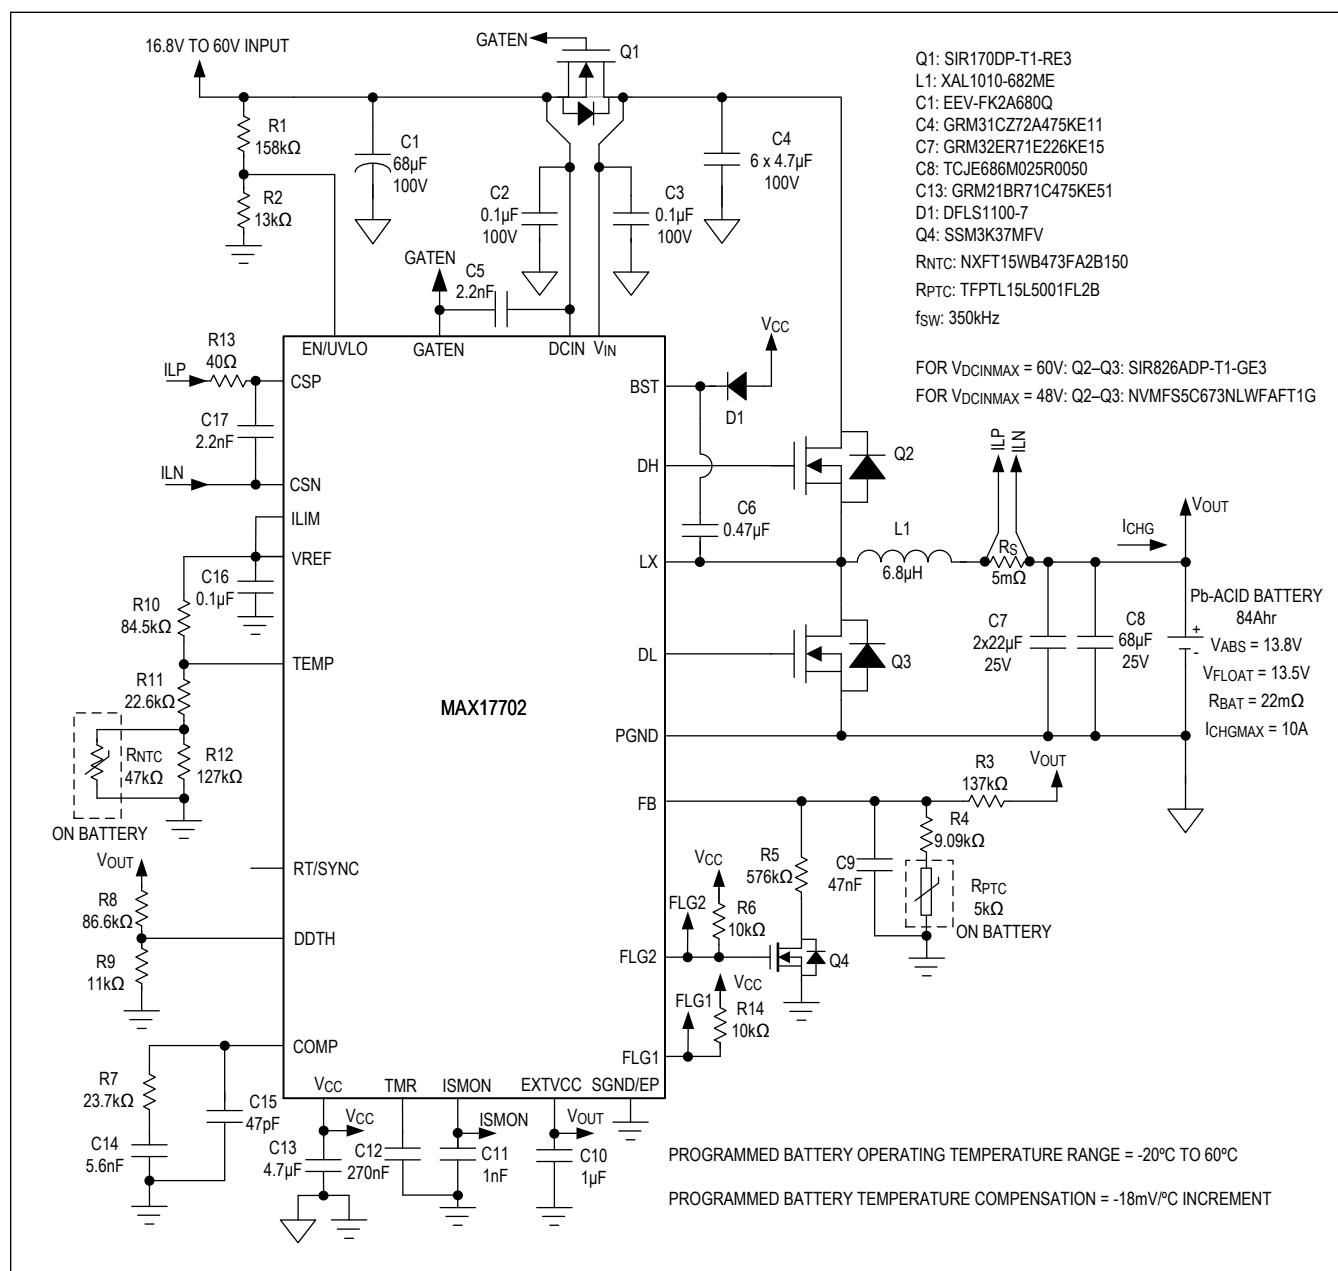 16.8V TO 60V INPUT
GATEN
Q1
R1
158kΩ
R2
13kΩ
C1
68µF
100V
C2
0.1µF
100V
C3
0.1µF
100V
C4
6 x 4.7µF
100V
GATEN
C5
2.2nF
Q1: SIR170DP-T1-RE3
L1: XAL1010-682ME
C1: EEV-FK2A680Q
C4: GRM31CZ72A475KE11
C7: GRM32ER71E226KE15
C8: TCJE686M025R0050
C13: GRM21BR71C475KE51
D1: DFLS1100-7
Q4: SSM3K37MFV
RNTC: NXFT15WB473FA2B150
RPTC: TFPTL15L5001FL2B
fSW: 350kHz
FOR VDCINMAX = 60V: Q2–Q3: SIR826ADP-T1-GE3
FOR VDCINMAX = 48V: Q2–Q3: NVMFS5C673NLWFAFT1G
EN/UVLO
GATEN
DCIN
VIN
R13
40Ω
ILP
CSP
C17
2.2nF
ILN
CSN
ILIM
VREF
C16
0.1µF
R10
84.5kΩ
TEMP
R11
22.6kΩ
RNTC
47kΩ
R12
127kΩ
ON BATTERY
VOUT
RT/SYNC
R8
86.6kΩ
DDTH
R9
11kΩ
COMP
R7
23.7kΩ
C15
47pF
C14
5.6nF
MAX17702
VCC
BST
D1
DH
Q2
C6
0.47µF
LX
L1
6.8µH
ILP
ILN
RS
5mΩ
ICHG
VOUT
DL
Q3
C7
2x22µF
25V
C8
68µF
25V
Pb-ACID BATTERY
84Ahr
+
-
VABS = 13.8V
VFLOAT = 13.5V
RBAT = 22mΩ
ICHGMAX = 10A
PGND
VOUT
R3
137kΩ
FB
R4
9.09kΩ
R5
576kΩ
C9
47nF
RPTC
5kΩ
ON BATTERY
VCC
FLG2
R6
10kΩ
FLG2
Q4
VCC
FLG1
R14
10kΩ
FLG1
VCC
TMR
ISMON
EXTVCC
SGND/EP
VCC
ISMON
VOUT
C13
4.7µF
C12
270nF
C11
1nF
C10
1µF
PROGRAMMED BATTERY OPERATING TEMPERATURE RANGE = -20ºC TO 60ºC
PROGRAMMED BATTERY TEMPERATURE COMPENSATION = -18mV/ºC INCREMENT